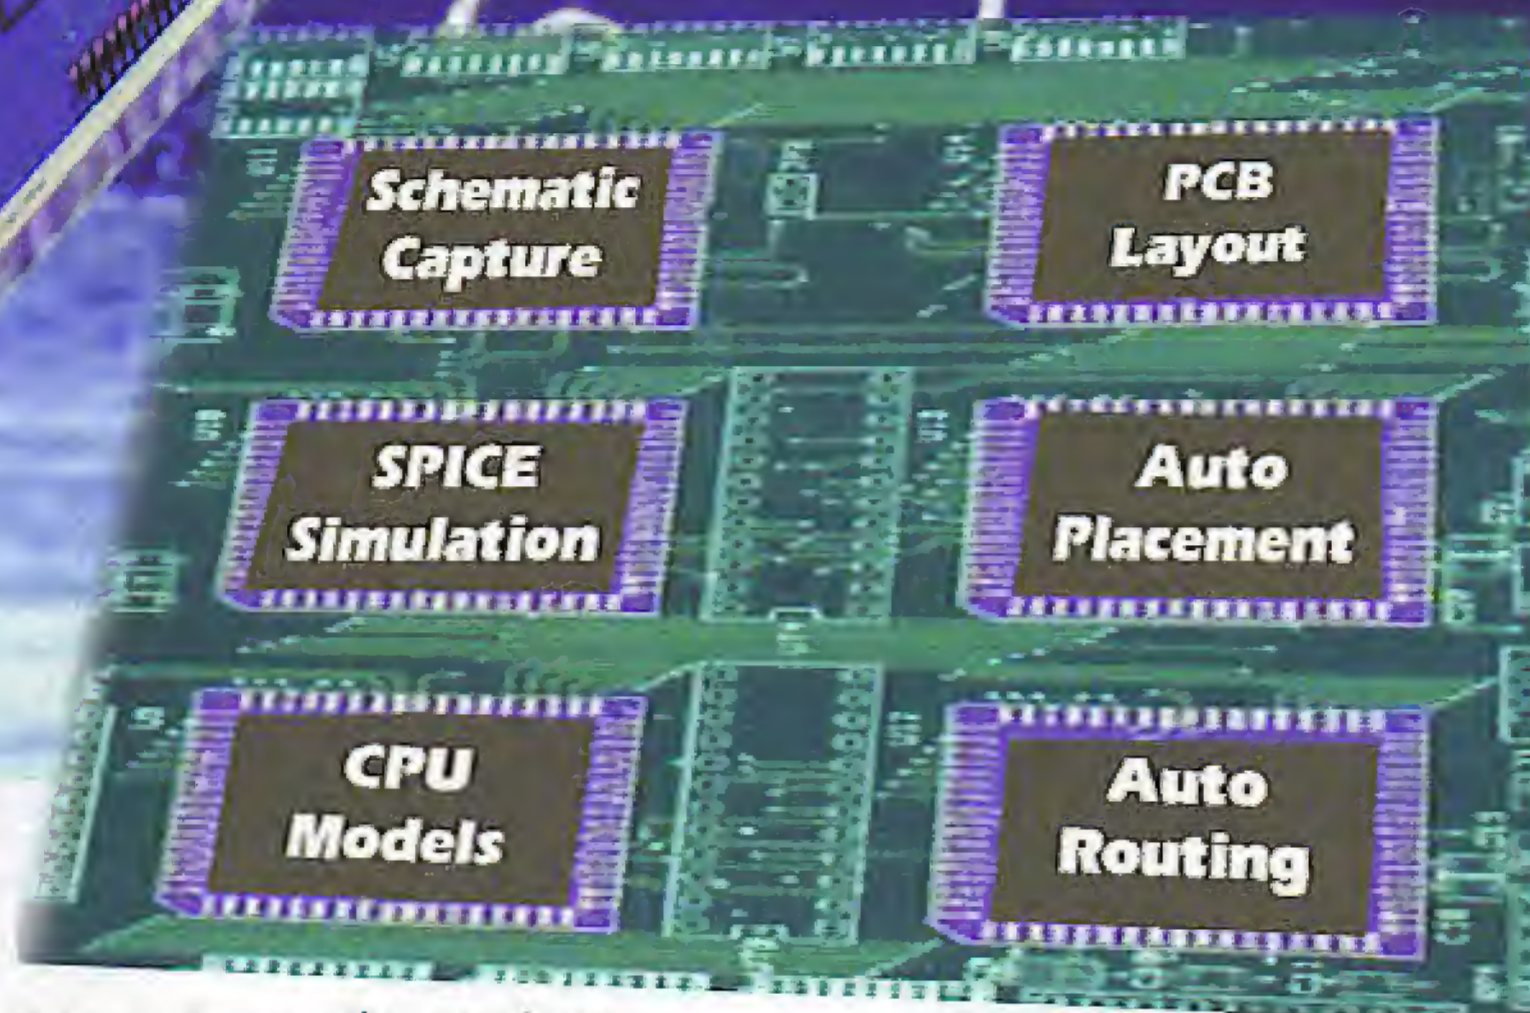 Schematic
Capture
PCB
Layout
SPICE
Simulation
Auto
Placement
CPU
Models
Auto
Routing